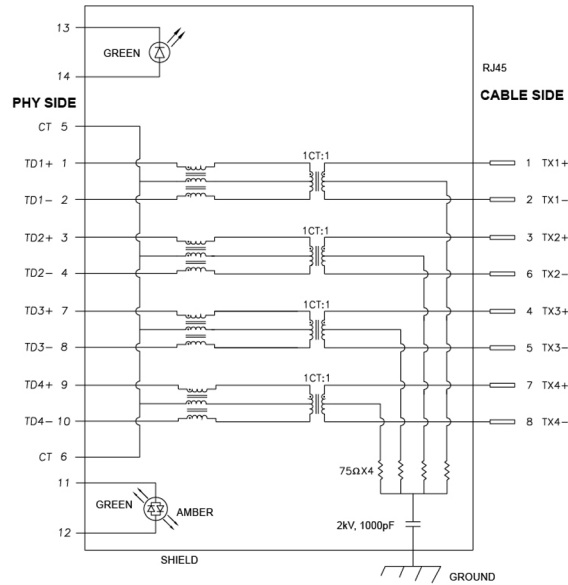 13
GREEN
14
RJ45
PHY SIDE
CABLE SIDE
CT 5
1CT:1
TD1+ 1
1 TX1+
TD1- 2
2 TX1-
1CT:1
TD2+ 3
3 TX2+
TD2- 4
6 TX2-
1CT:1
TD3+ 7
4 TX3+
TD3- 8
5 TX3-
1CT:1
TD4+ 9
7 TX4+
TD4- 10
8 TX4-
CT 6
75ΩX4
11
GREEN
AMBER
2kV, 1000pF
12
SHIELD
GROUND